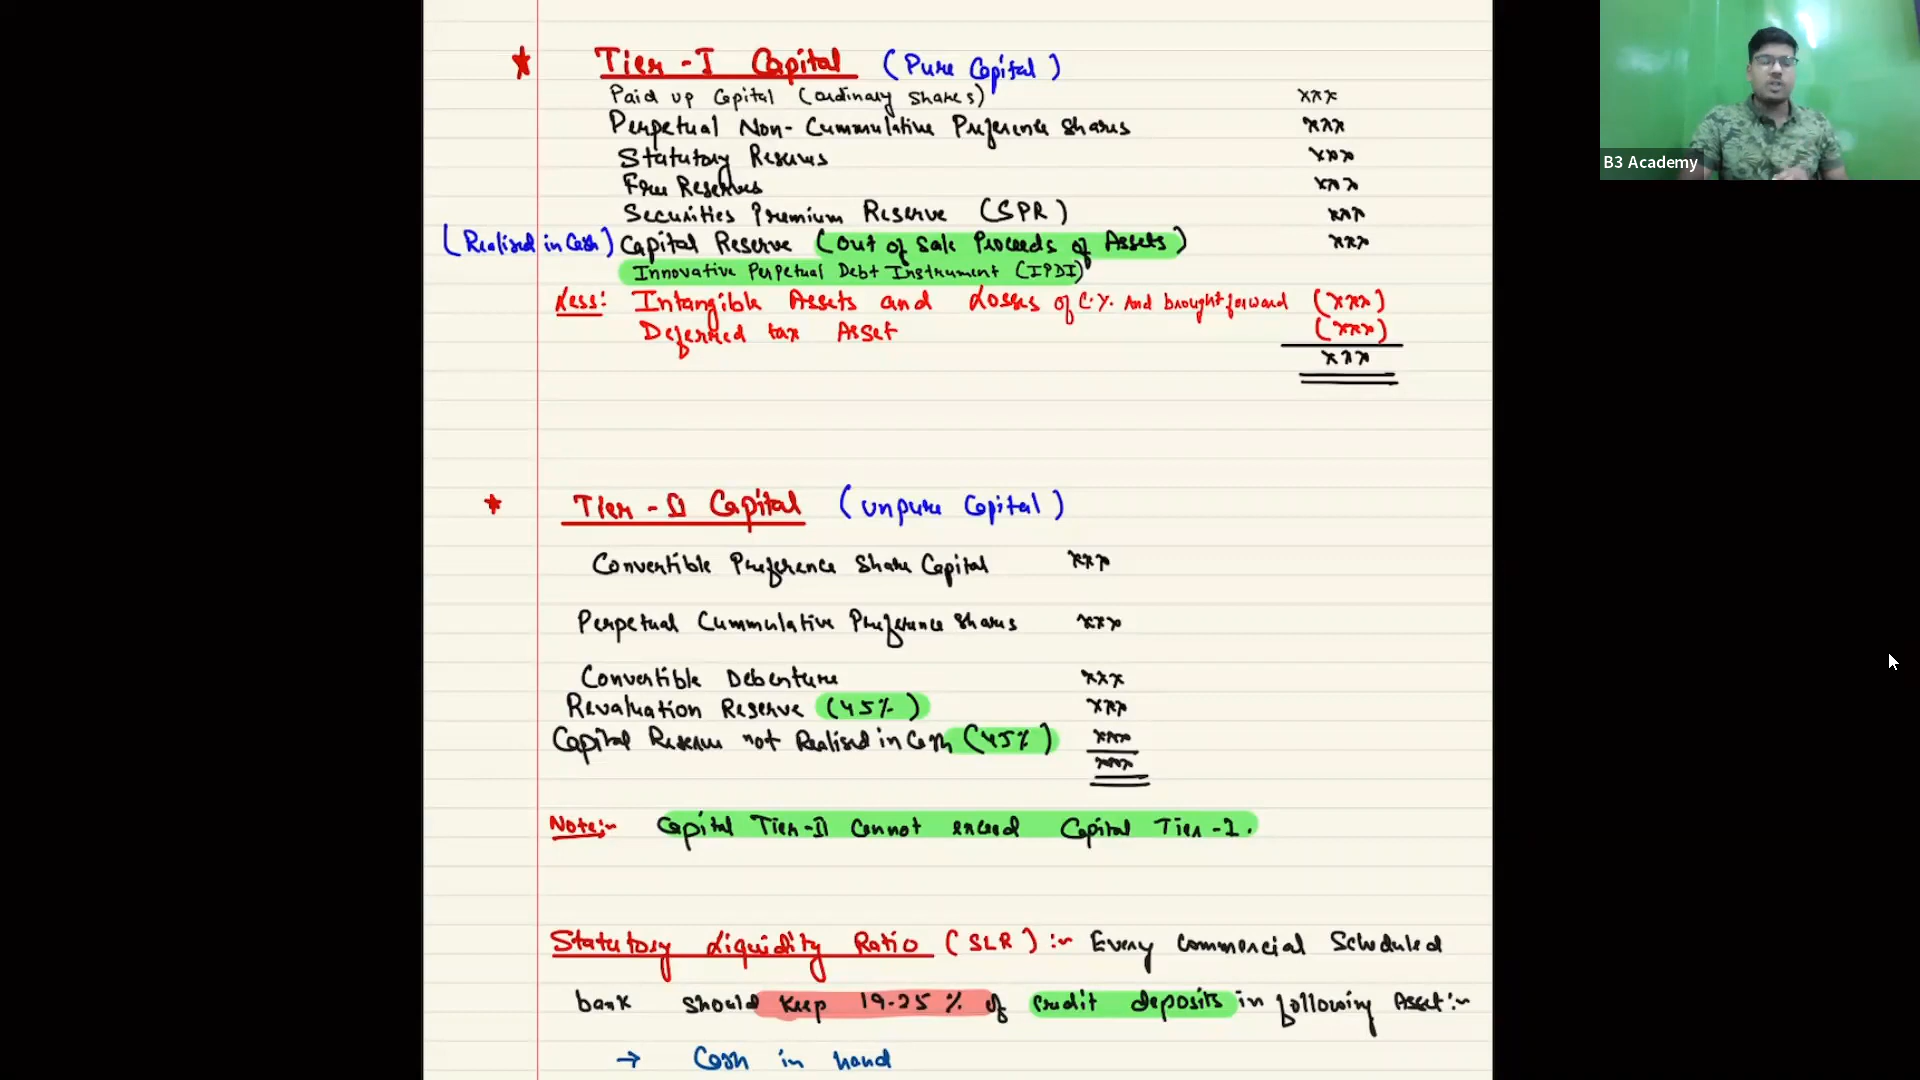 * Tier-I Capital (Pure Capital)
Paid up Capital (ordinary shares) xxx
Perpetual Non-Cummulative Preference shares xxx
Statutory Reserves xxx
Free Reserves xxx
Securities Premium Reserve (SPR) xxx
(Realised in Cash) Capital Reserve (out of sale Proceeds of Assets) xxx
Innovative Perpetual Debt Instrument (IPDI)
Less: Intangible Assets and Losses of C.Y. And brought forward (xxx)
Deferred tax Asset (xxx)
xxx
* Tier-II Capital (unpure Capital)
Convertible Preference Share Capital xxx
Perpetual Cummulative Preference shares xxx
Convertible Debenture xxx
Revaluation Reserve (45%) xxx
Capital Reserve not Realised in Cash (45%) xxx
xxx
Note:- Capital Tier-II Cannot exceed Capital Tier-I.
Statutory Liquidity Ratio (SLR) :- Every Commercial Scheduled
bank should keep 19.25% of credit deposits in following Asset:-
→ Cash in hand
B3 Academy